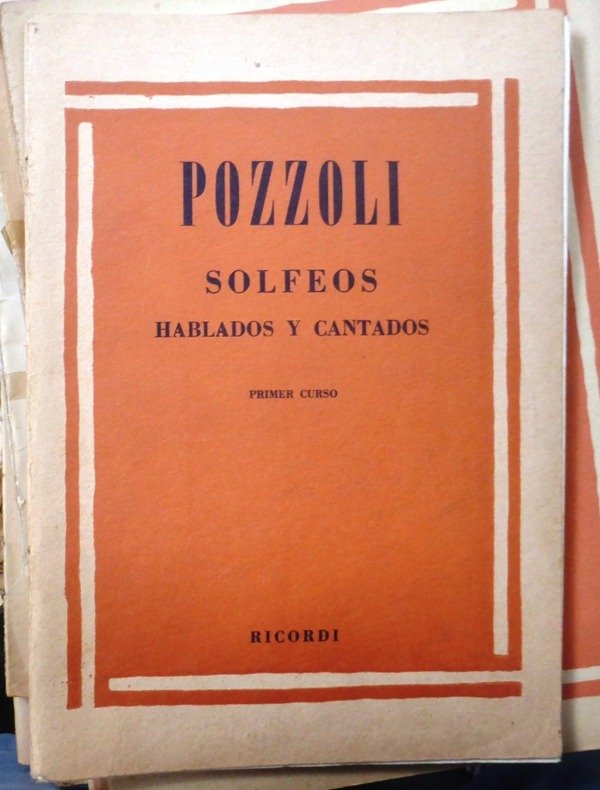 POZZOLI
SOLFEOS
HABLADOS Y CANTADOS
PRIMER CURSO
RICORDI